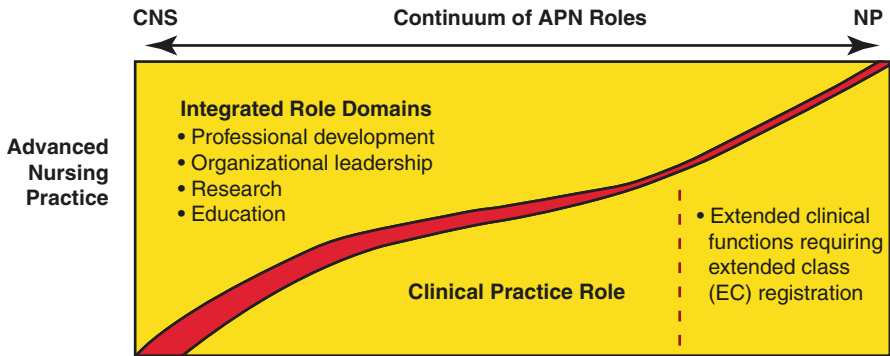 CNS
Continuum of APN Roles
NP
Advanced
Nursing
Practice
Integrated Role Domains
• Professional development
• Organizational leadership
• Research
• Education
Clinical Practice Role
• Extended clinical
functions requiring
extended class
(EC) registration